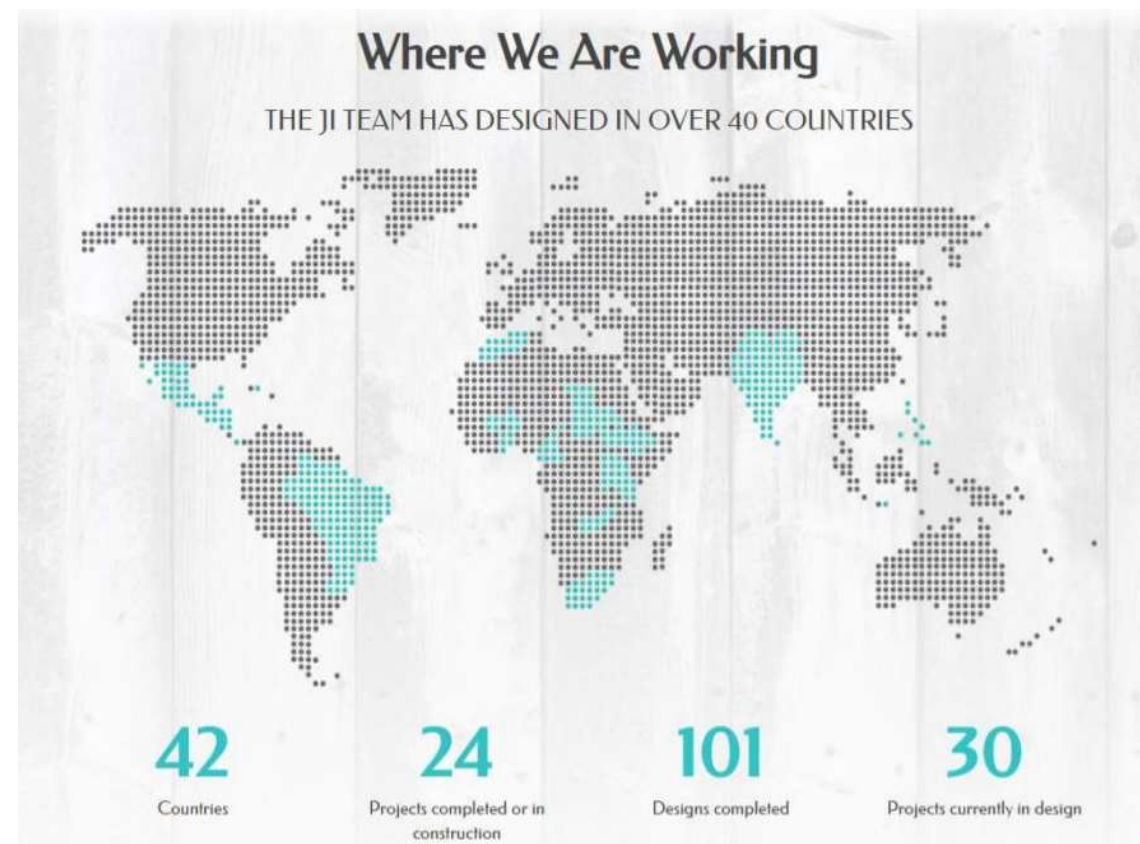 Where We Are Working
THE JI TEAM HAS DESIGNED IN OVER 40 COUNTRIES
42
Countries
24
Projects completed or in
construction
101
Designs completed
30
Projects currently in design